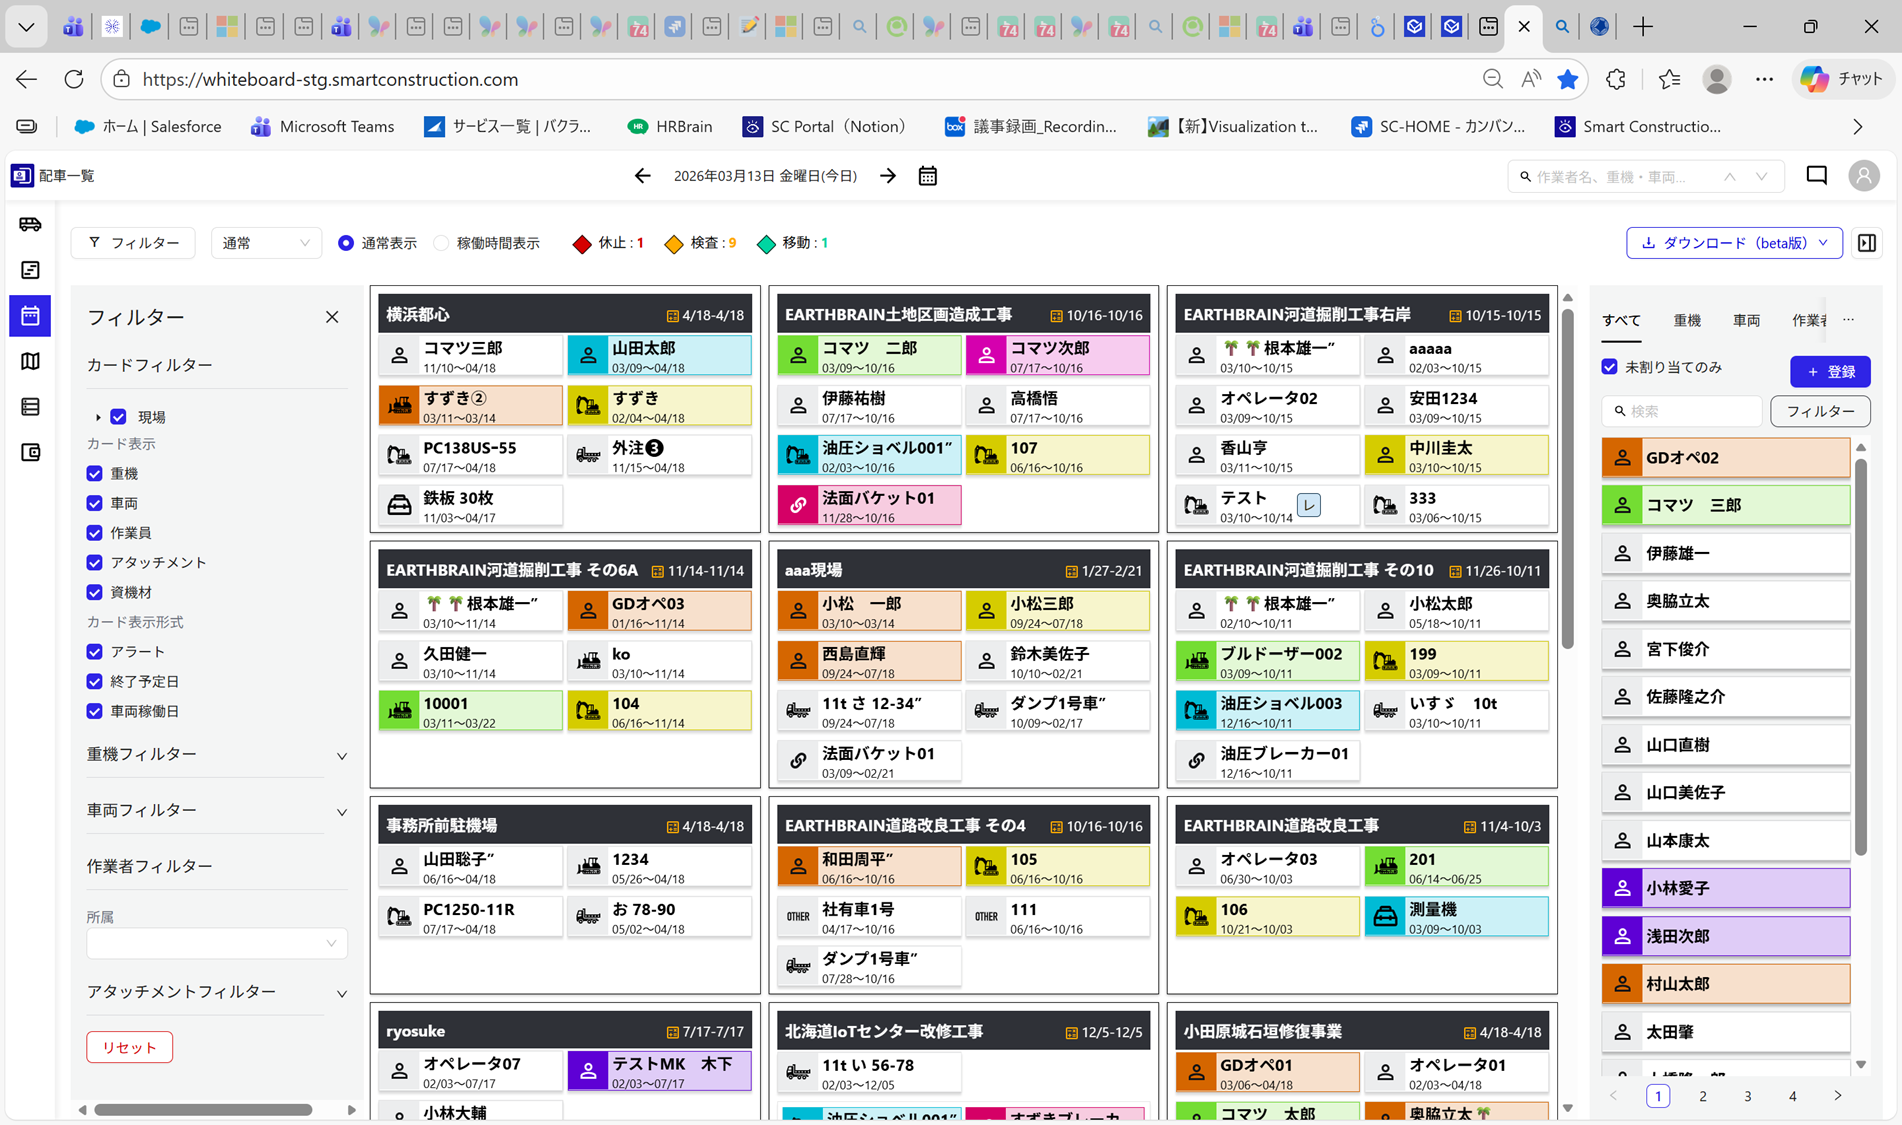 https://whiteboard-stg.smartconstruction.com
チャット
ホーム | Salesforce
Microsoft Teams
サービス一覧 | バクラ...
HRBrain
SC Portal（Notion）
議事録画_Recordin...
【新】Visualization t...
SC-HOME - カンバン...
Smart Constructio...
配車一覧
2026年03月13日 金曜日(今日)
作業者名、重機・車両...
フィルター
通常
通常表示
稼働時間表示
休止 : 1
検査 : 9
移動 : 1
ダウンロード（beta版）
フィルター
カードフィルター
現場
カード表示
重機
車両
作業員
アタッチメント
資機材
カード表示形式
アラート
終了予定日
車両稼働日
重機フィルター
車両フィルター
作業者フィルター
所属
アタッチメントフィルター
リセット
横浜都心 4/18-4/18
コマツ三郎
11/10〜04/18
山田太郎
03/09〜04/18
すずき②
03/11〜03/14
すずき
02/04〜04/18
PC138US-55
07/17〜04/18
外注❸
11/15〜04/18
鉄板 30枚
11/03〜04/17
EARTHBRAIN土地区画造成工事 10/16-10/16
コマツ　二郎
03/09〜10/16
コマツ次郎
07/17〜10/16
伊藤祐樹
07/17〜10/16
高橋悟
07/17〜10/16
油圧ショベル001”
02/03〜10/16
107
06/16〜10/16
法面バケット01
11/28〜10/16
EARTHBRAIN河道掘削工事右岸 10/15-10/15
🌴 🌴根本雄一”
03/10〜10/15
aaaaa
02/03〜10/15
オペレータ02
03/09〜10/15
安田1234
03/09〜10/15
香山亨
03/11〜10/15
中川圭太
03/10〜10/15
テスト
03/10〜10/14
レ
333
03/06〜10/15
EARTHBRAIN河道掘削工事 その6A 11/14-11/14
🌴 🌴根本雄一”
03/10〜11/14
GDオペ03
01/16〜11/14
久田健一
03/10〜11/14
ko
03/10〜11/14
10001
03/11〜03/22
104
06/16〜11/14
aaa現場 1/27-2/21
小松　一郎
03/10〜03/14
小松三郎
09/24〜07/18
西島直輝
09/24〜07/18
鈴木美佐子
10/10〜02/21
11t さ 12-34”
09/24〜07/18
ダンプ1号車”
10/09〜02/17
法面バケット01
03/09〜02/21
EARTHBRAIN河道掘削工事 その10 11/26-10/11
🌴 🌴根本雄一”
02/10〜10/11
小松太郎
05/18〜10/11
ブルドーザー002
03/09〜10/11
199
03/09〜10/11
油圧ショベル003
12/16〜10/11
いすゞ　10t
03/10〜10/11
油圧ブレーカー01
12/16〜10/11
事務所前駐機場 4/18-4/18
山田聡子”
06/16〜04/18
1234
05/26〜04/18
PC1250-11R
07/17〜04/18
お 78-90
05/02〜04/18
EARTHBRAIN道路改良工事 その4 10/16-10/16
和田周平”
06/16〜10/16
105
06/16〜10/16
OTHER
社有車1号
04/17〜10/16
OTHER
111
06/16〜10/16
ダンプ1号車”
07/28〜10/16
EARTHBRAIN道路改良工事 11/4-10/3
オペレータ03
06/30〜10/03
201
06/14〜06/25
106
10/21〜10/03
測量機
03/09〜10/03
ryosuke 7/17-7/17
オペレータ07
02/03〜07/17
テストMK　木下
02/03〜07/17
小林大輔
北海道IoTセンター改修工事 12/5-12/5
11t い 56-78
02/03〜12/05
油圧ショベル001”
すずきブレーカ
小田原城石垣修復事業 4/18-4/18
GDオペ01
03/06〜04/18
オペレータ01
02/03〜04/18
コマツ　太郎
奥脇立太🌴
すべて
重機
車両
作業者
...
未割り当てのみ
＋ 登録
検索
フィルター
GDオペ02
コマツ　三郎
伊藤雄一
奥脇立太
宮下俊介
佐藤隆之介
山口直樹
山口美佐子
山本康太
小林愛子
浅田次郎
村山太郎
太田肇
1
2
3
4